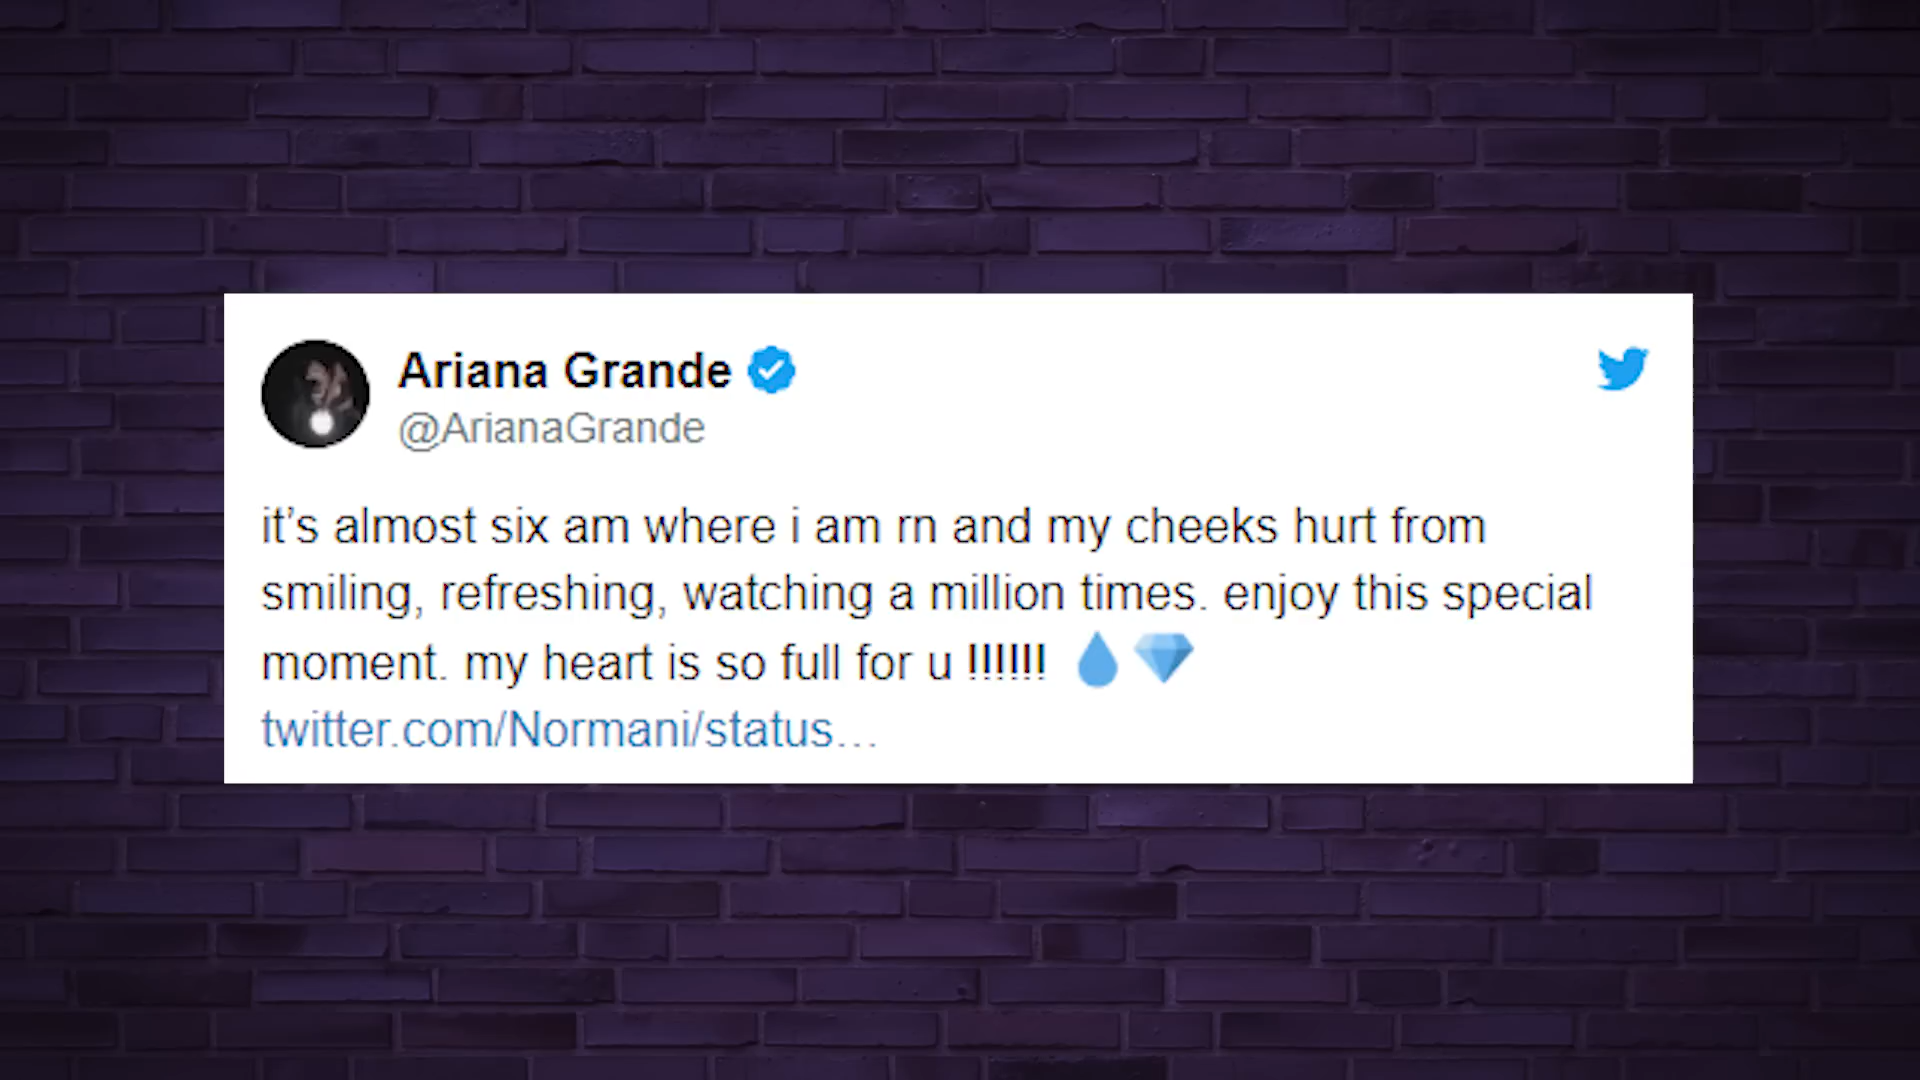 Ariana Grande
@ArianaGrande
it’s almost six am where i am rn and my cheeks hurt from
smiling, refreshing, watching a million times. enjoy this special
moment. my heart is so full for u !!!!!! 💧💎
twitter.com/Normani/status…